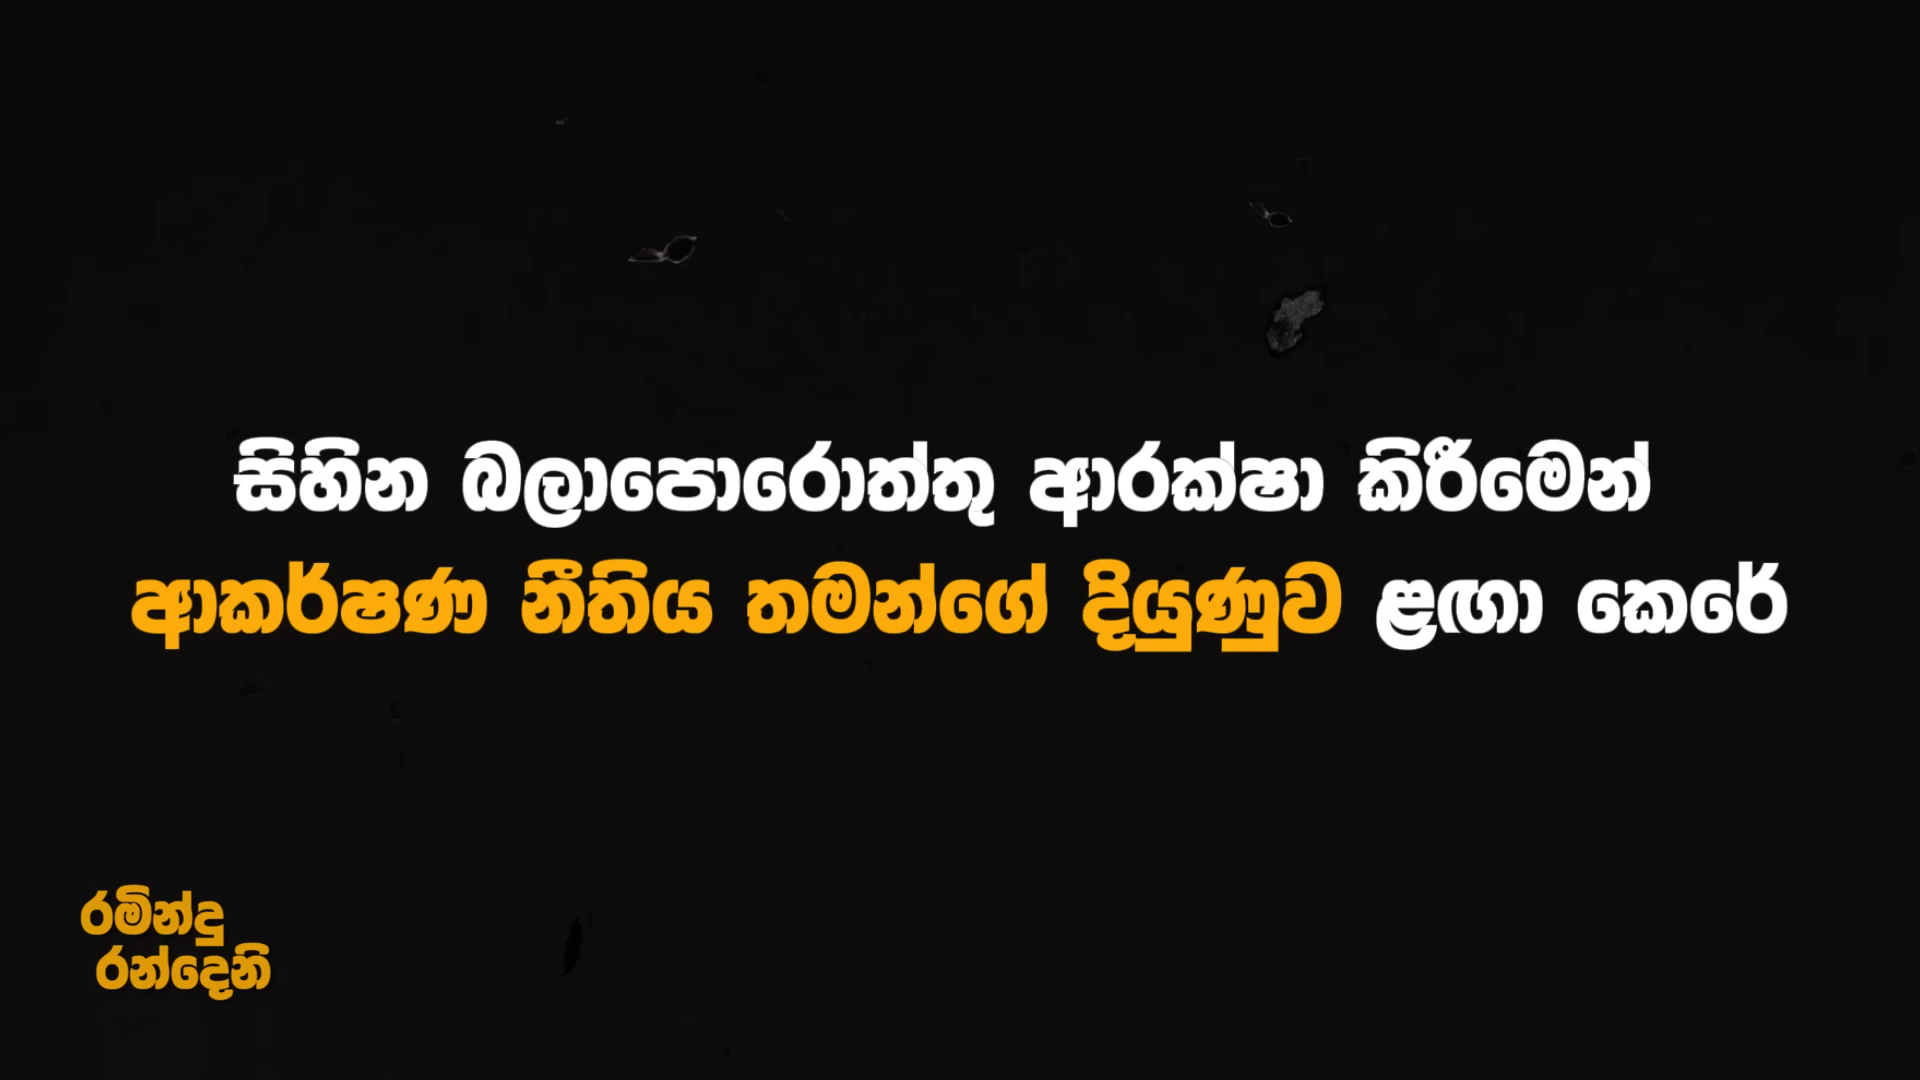 සිහින බලාපොරොත්තු ආරක්ෂා කිරීමෙන්
ආකර්ෂණ නීතිය තමන්ගේ දියුණුව ළඟා කෙරේ
රමින්දු
රන්දෙනි